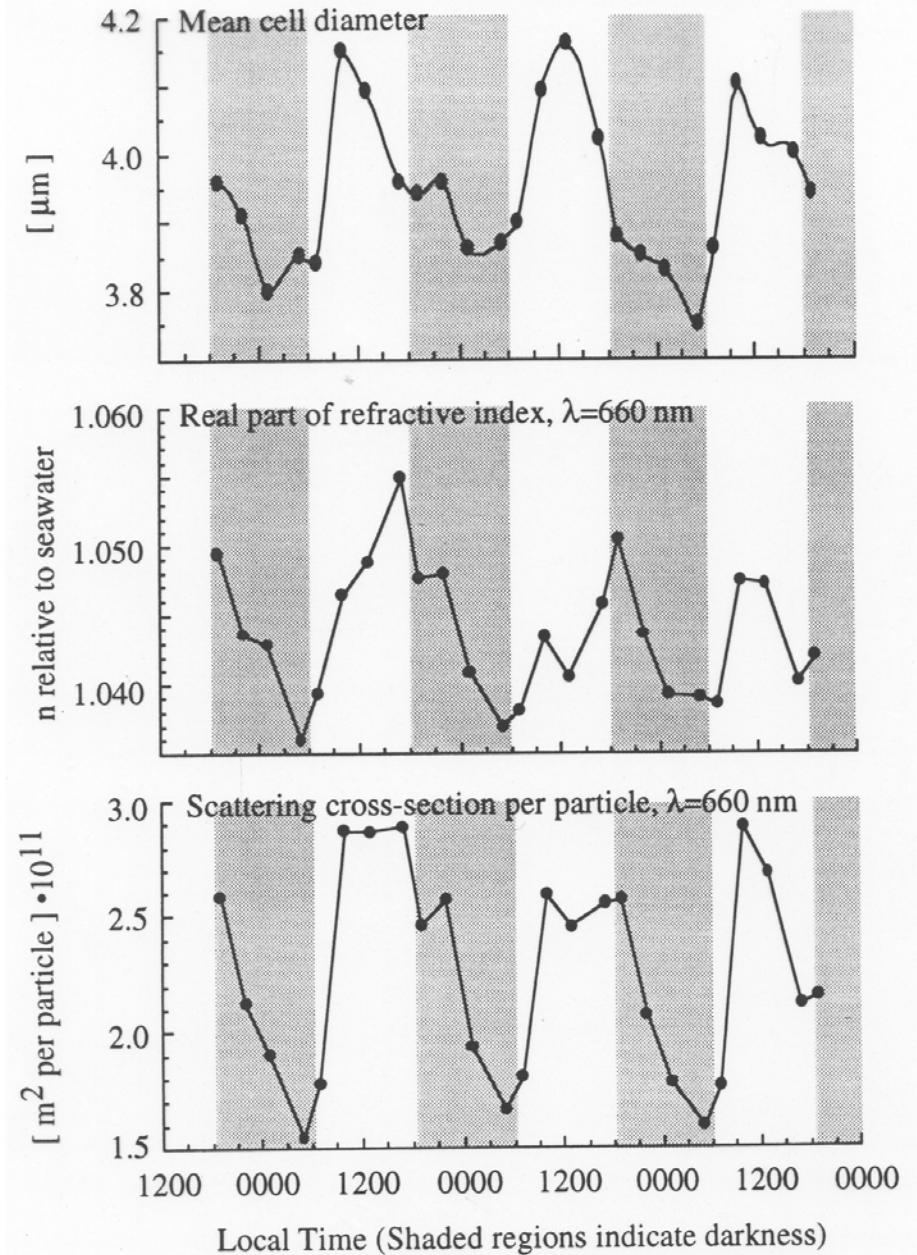 Mean cell diameter
4.2
4.0
3.8
[ µm ]
Real part of refractive index, λ=660 nm
1.060
1.050
1.040
n relative to seawater
Scattering cross-section per particle, λ=660 nm
3.0
2.5
2.0
1.5
[ m² per particle ]•10¹¹
1200 0000 1200 0000 1200 0000 1200 0000
Local Time (Shaded regions indicate darkness)